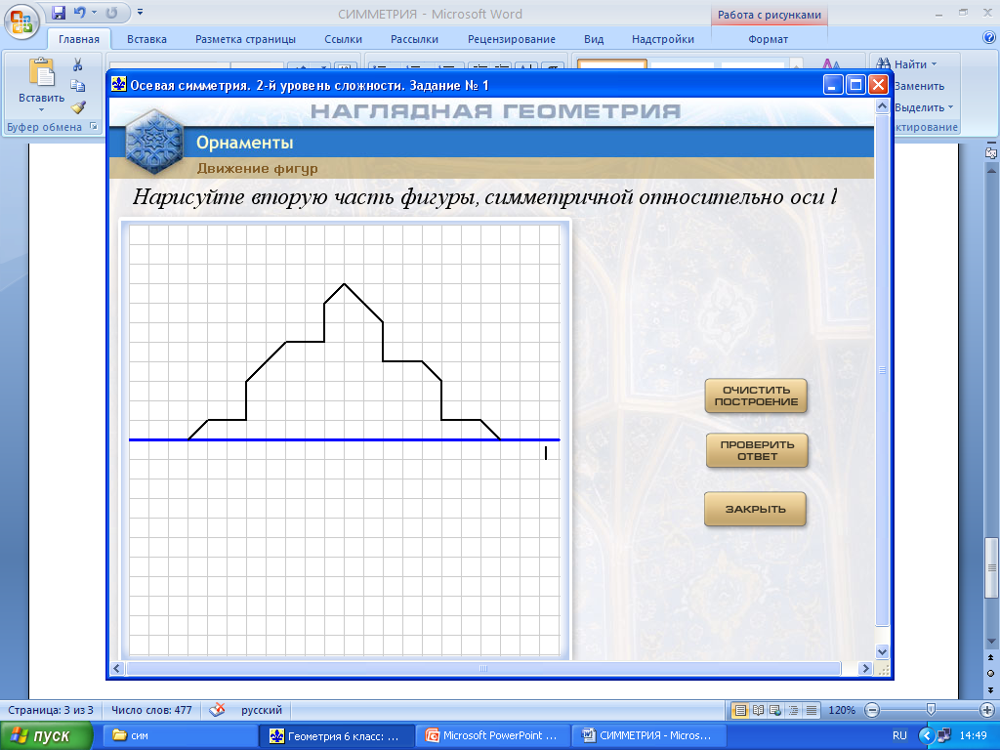 СИММЕТРИЯ - Microsoft Word
Работа с рисунками
Главная
Вставка
Разметка страницы
Ссылки
Рассылки
Рецензирование
Вид
Надстройки
Формат
Вставить
Буфер обмена
Найти
Заменить
Выделить
ктирование
Осевая симметрия. 2-й уровень сложности. Задание № 1
НАГЛЯДНАЯ ГЕОМЕТРИЯ
Орнаменты
Движение фигур
Нарисуйте вторую часть фигуры, симметричной относительно оси l
l
ОЧИСТИТЬ
ПОСТРОЕНИЕ
ПРОВЕРИТЬ
ОТВЕТ
ЗАКРЫТЬ
Страница: 3 из 3
Число слов: 477
русский
120%
пуск
сим
Геометрия 6 класс: ...
Microsoft PowerPoint ...
СИММЕТРИЯ - Micros...
RU
14:49